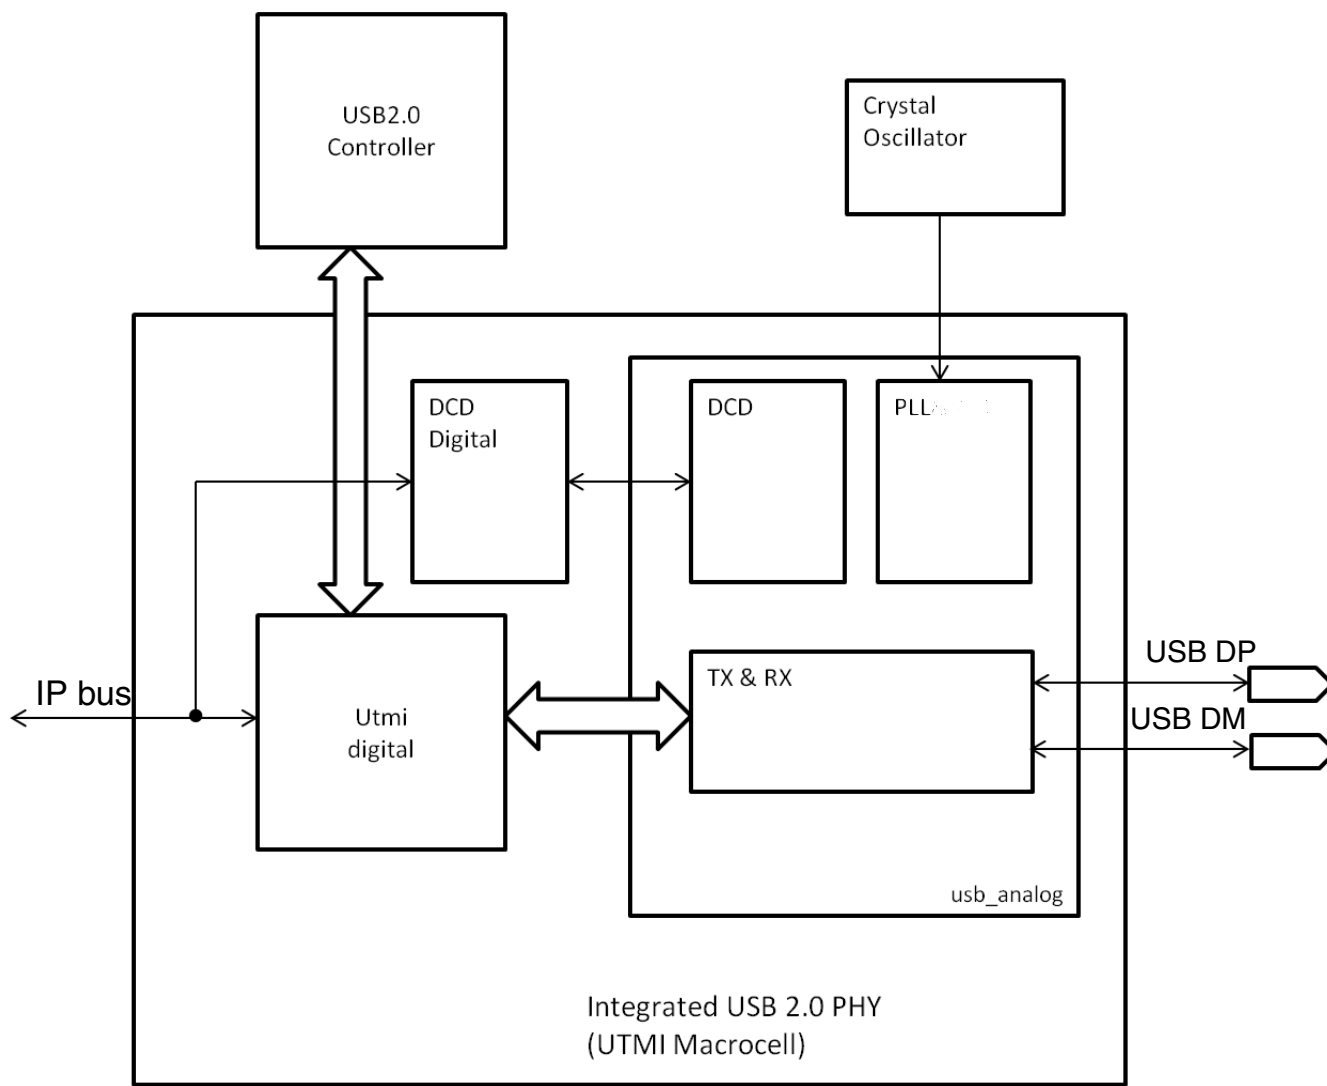 USB2.0
Controller
Crystal
Oscillator
DCD
Digital
DCD
PLL
IP bus
Utmi
digital
TX & RX
USB DP
USB DM
usb_analog
Integrated USB 2.0 PHY
(UTMI Macrocell)